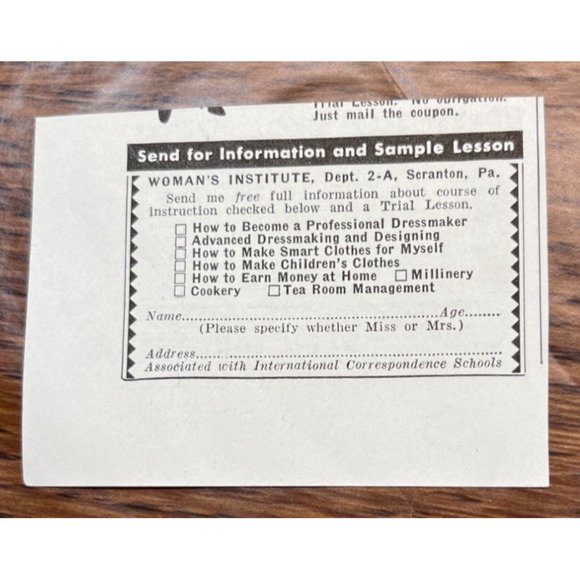 Trial Lesson. No obligation.
Just mail the coupon.
Send for Information and Sample Lesson
WOMAN'S INSTITUTE, Dept. 2-A, Scranton, Pa.
Send me free full information about course of
instruction checked below and a Trial Lesson.
☐ How to Become a Professional Dressmaker
☐ Advanced Dressmaking and Designing
☐ How to Make Smart Clothes for Myself
☐ How to Make Children's Clothes
☐ How to Earn Money at Home ☐ Millinery
☐ Cookery ☐ Tea Room Management
Name..........................................Age........
(Please specify whether Miss or Mrs.)
Address..................................................
Associated with International Correspondence Schools